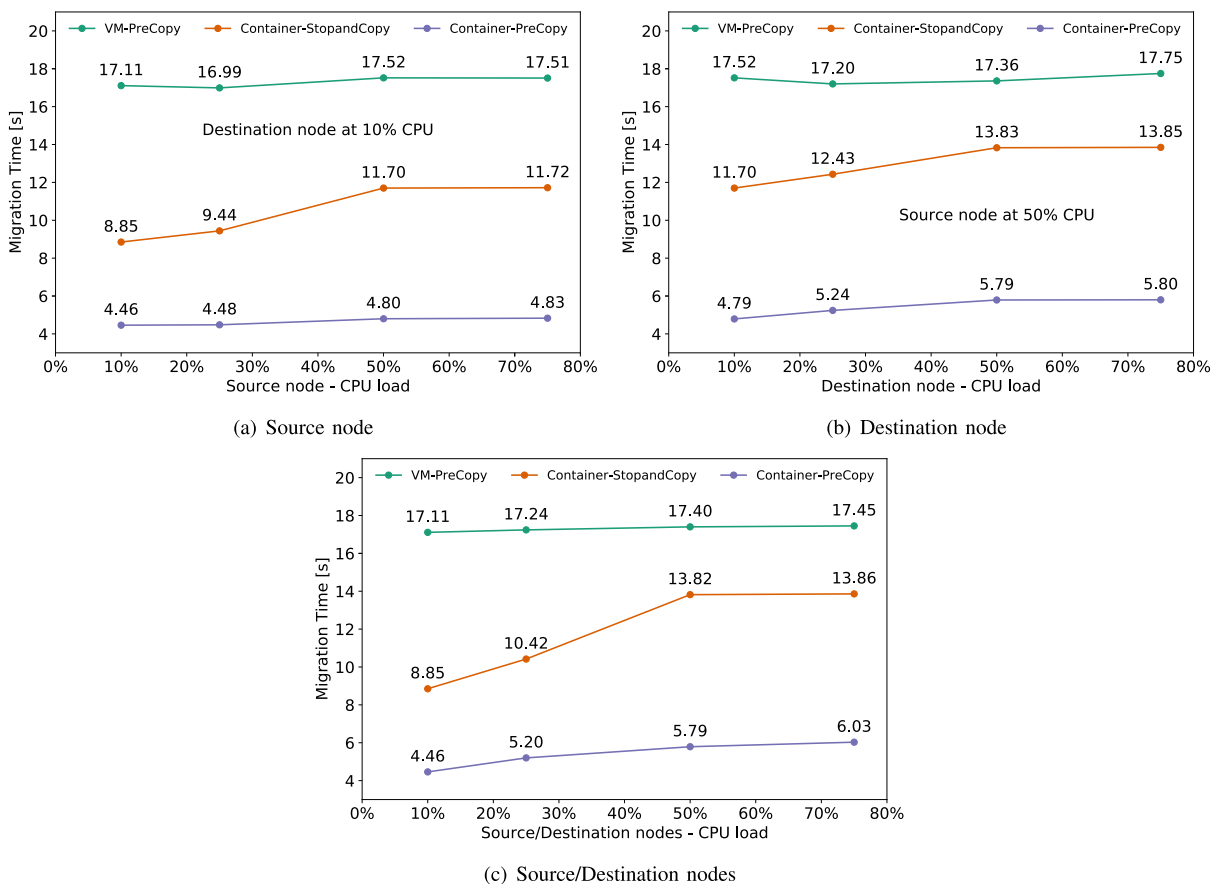 VM-PreCopy Container-StopandCopy Container-PreCopy
20
18
16
14
12
10
8
6
4
Migration Time [s]
17.11 16.99 17.52 17.51
Destination node at 10% CPU
8.85 9.44 11.70 11.72
4.46 4.48 4.80 4.83
0% 10% 20% 30% 40% 50% 60% 70% 80%
Source node - CPU load
(a) Source node
VM-PreCopy Container-StopandCopy Container-PreCopy
20
18
16
14
12
10
8
6
4
Migration Time [s]
17.52 17.20 17.36 17.75
11.70 12.43 13.83 13.85
Source node at 50% CPU
4.79 5.24 5.79 5.80
0% 10% 20% 30% 40% 50% 60% 70% 80%
Destination node - CPU load
(b) Destination node
VM-PreCopy Container-StopandCopy Container-PreCopy
20
18
16
14
12
10
8
6
4
Migration Time [s]
17.11 17.24 17.40 17.45
8.85 10.42 13.82 13.86
4.46 5.20 5.79 6.03
0% 10% 20% 30% 40% 50% 60% 70% 80%
Source/Destination nodes - CPU load
(c) Source/Destination nodes